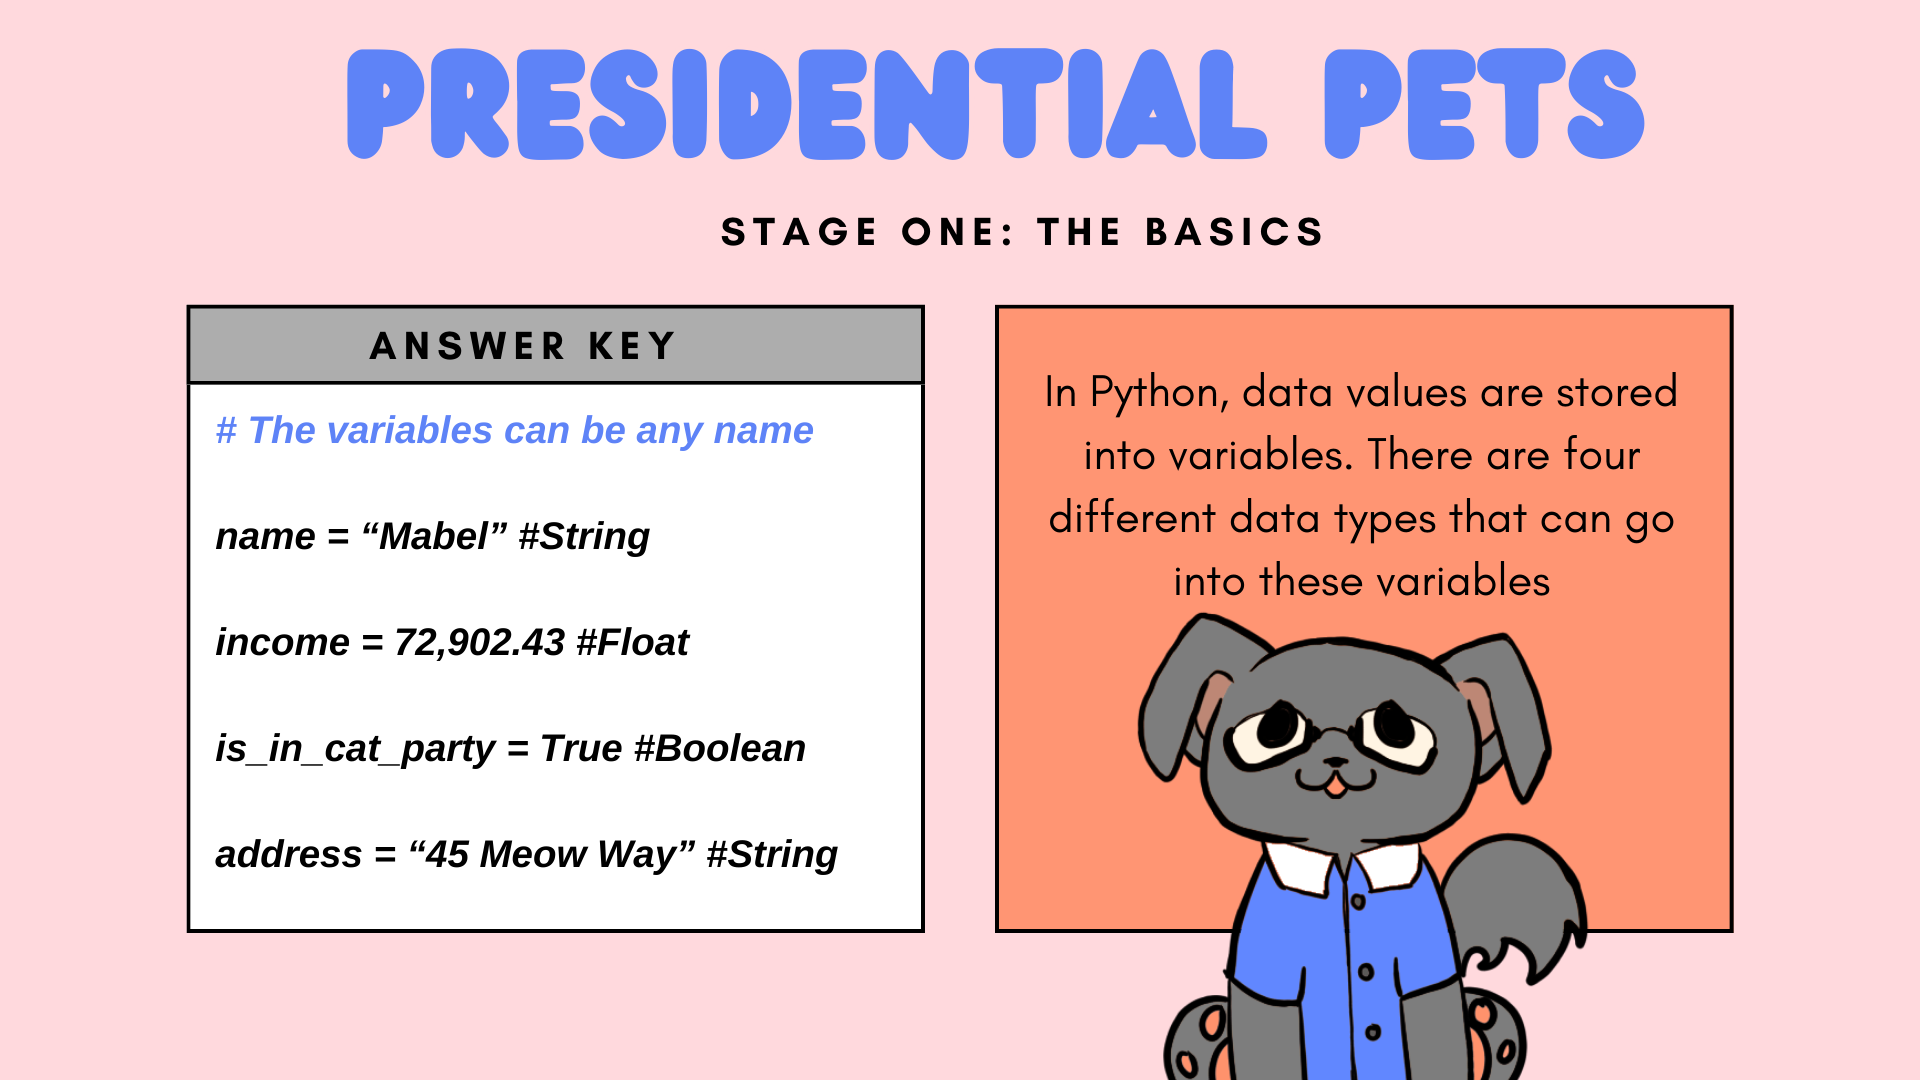 PRESIDENTIAL PETS
STAGE ONE: THE BASICS
ANSWER KEY
# The variables can be any name
name = “Mabel” #String
income = 72,902.43 #Float
is_in_cat_party = True #Boolean
address = “45 Meow Way” #String
In Python, data values are stored
into variables. There are four
different data types that can go
into these variables